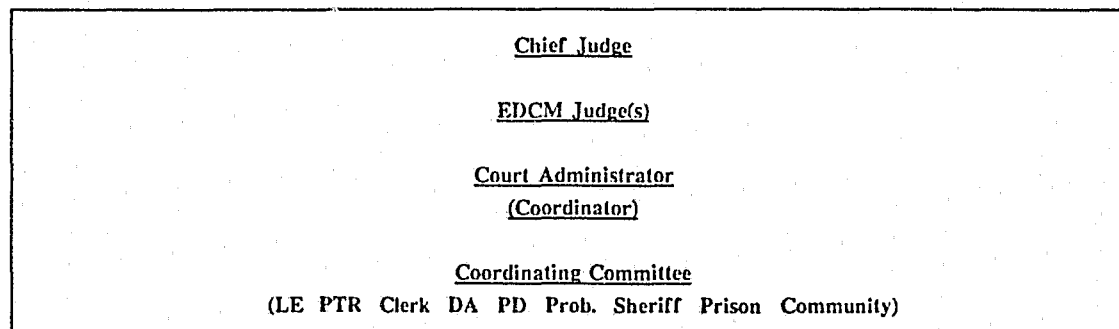 Chief Judge
EDCM Judge(s)
Court Administrator
(Coordinator)
Coordinating Committee
(LE PTR Clerk DA PD Prob. Sheriff Prison Community)